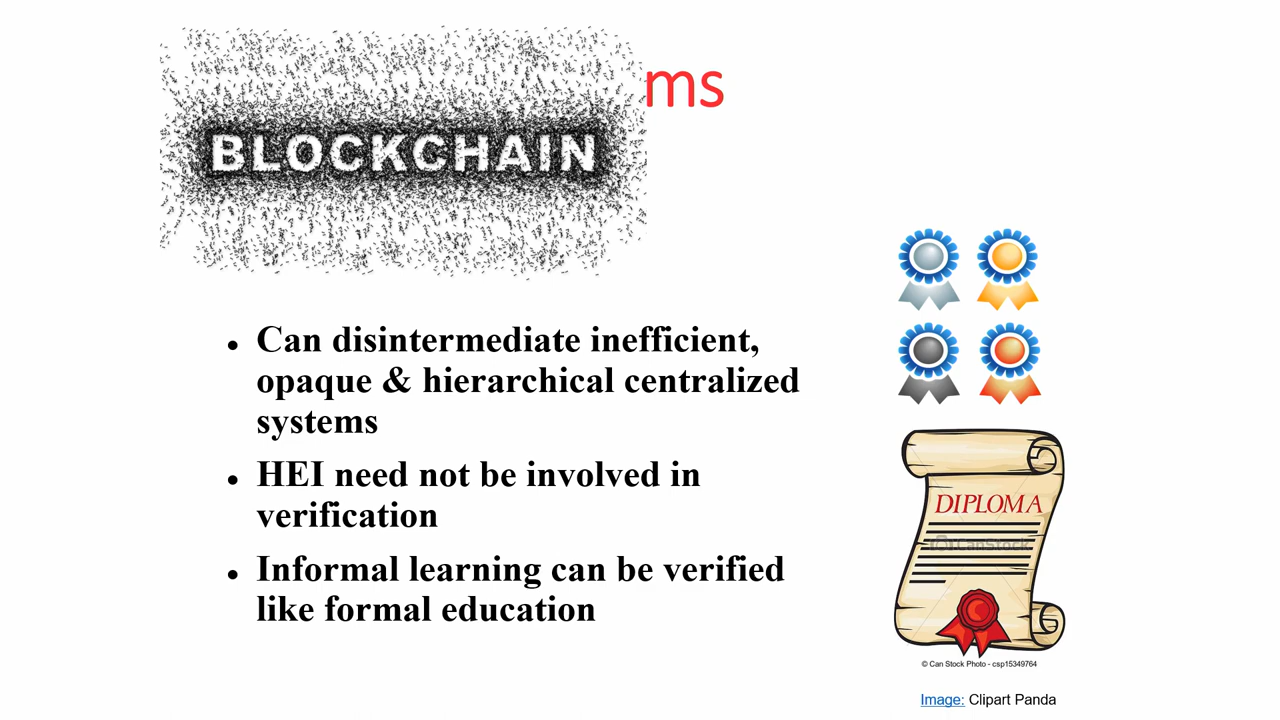 ms
BLOCKCHAIN
• Can disintermediate inefficient,
opaque & hierarchical centralized
systems
• HEI need not be involved in
verification
• Informal learning can be verified
like formal education
DIPLOMA
CanStock
© Can Stock Photo - csp15349764
Image: Clipart Panda